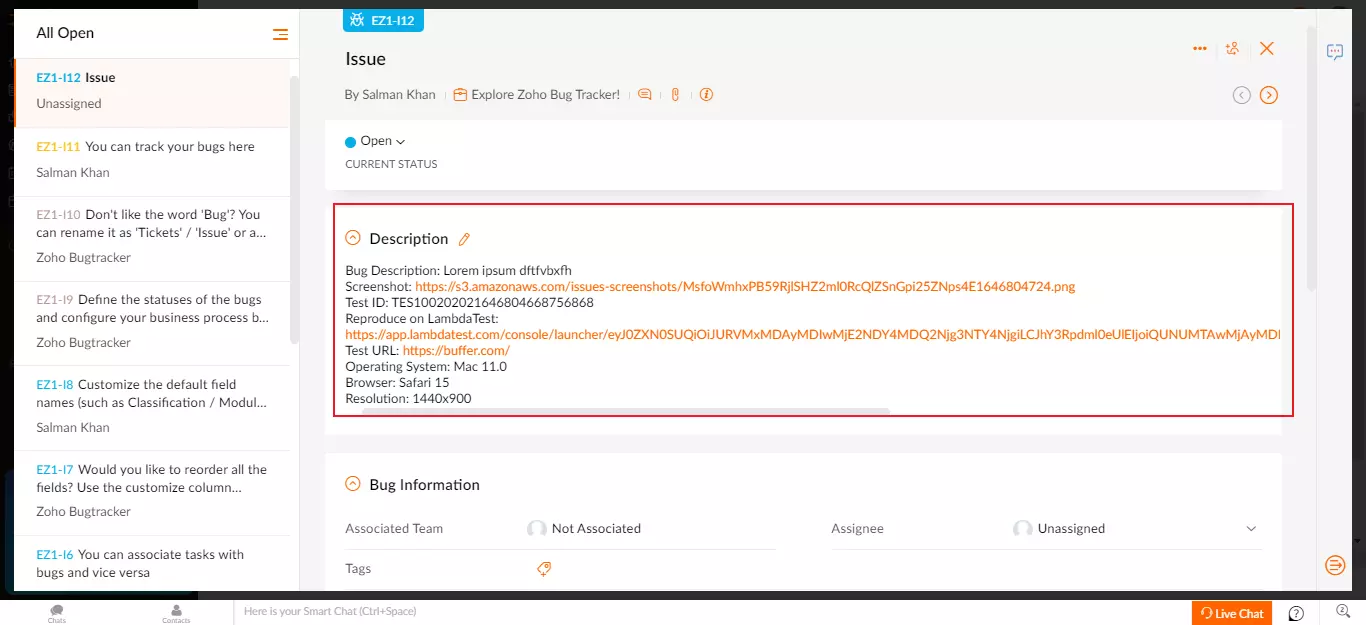 All Open
EZ1-I12 Issue
Unassigned
EZ1-I11 You can track your bugs here
Salman Khan
EZ1-I10 Don't like the word 'Bug'? You
can rename it as 'Tickets' / 'Issue' or a...
Zoho Bugtracker
EZ1-I9 Define the statuses of the bugs
and configure your business process b...
Zoho Bugtracker
EZ1-I8 Customize the default field
names (such as Classification / Modul...
Salman Khan
EZ1-I7 Would you like to reorder all the
fields? Use the customize column...
Zoho Bugtracker
EZ1-I6 You can associate tasks with
bugs and vice versa
EZ1-I12
Issue
By Salman Khan Explore Zoho Bug Tracker!
Open
CURRENT STATUS
Description
Bug Description: Lorem ipsum dftfvbxfh
Screenshot: https://s3.amazonaws.com/issues-screenshots/MsfoWmhxPB59RjlSHZ2ml0RcQlZSnGpi25ZNps4E1646804724.png
Test ID: TES100202021646804668756868
Reproduce on LambdaTest:
https://app.lambdatest.com/console/launcher/eyJ0ZXN0SUQiOiJURVMxMDAyMDIwMjE2NDY4MDQ2Njg3NTY4NjgiLCJhY3Rpdml0eUlEIjoiQUNUMTAwMjAyMDI
Test URL: https://buffer.com/
Operating System: Mac 11.0
Browser: Safari 15
Resolution: 1440x900
Bug Information
Associated Team Not Associated Assignee Unassigned
Tags
Chats Contacts Here is your Smart Chat (Ctrl+Space) Live Chat